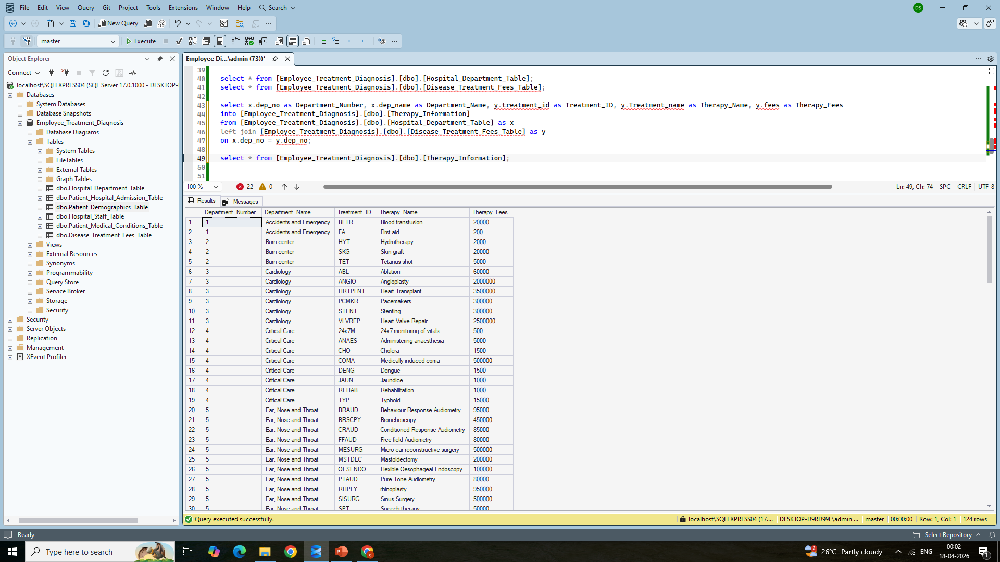 File Edit View Query Git Project Tools Extensions Window Help Search DS
New Query
master Execute
Object Explorer
Connect
localhost\SQLEXPRESS04 (SQL Server 17.0.1000 - DESKTOP-
Databases
System Databases
Database Snapshots
Employee_Treatment_Diagnosis
Database Diagrams
Tables
System Tables
FileTables
External Tables
Graph Tables
dbo.Hospital_Department_Table
dbo.Patient_Hospital_Admission_Table
dbo.Patient_Demographics_Table
dbo.Hospital_Staff_Table
dbo.Patient_Medical_Conditions_Table
dbo.Disease_Treatment_Fees_Table
Views
External Resources
Synonyms
Programmability
Query Store
Service Broker
Storage
Security
Security
Server Objects
Replication
Management
XEvent Profiler
Employee Di...\admin (73))*
39
40 select * from [Employee_Treatment_Diagnosis].[dbo].[Hospital_Department_Table];
41 select * from [Employee_Treatment_Diagnosis].[dbo].[Disease_Treatment_Fees_Table];
42
43 select x.dep_no as Department_Number, x.dep_name as Department_Name, y.treatment_id as Treatment_ID, y.Treatment_name as Therapy_Name, y.fees as Therapy_Fees
44 into [Employee_Treatment_Diagnosis].[dbo].[Therapy_Information]
45 from [Employee_Treatment_Diagnosis].[dbo].[Hospital_Department_Table] as x
46 left join [Employee_Treatment_Diagnosis].[dbo].[Disease_Treatment_Fees_Table] as y
47 on x.dep_no = y.dep_no;
48
49 select * from [Employee_Treatment_Diagnosis].[dbo].[Therapy_Information];
50
51
100 % 22 0 Ln: 49, Ch: 74 SPC CRLF UTF-8
Results Messages
Department_Number Department_Name Treatment_ID Therapy_Name Therapy_Fees
1 1 Accidents and Emergency BLTR Blood transfusion 20000
2 1 Accidents and Emergency FA First aid 200
3 2 Burn center HYT Hydrotherapy 2000
4 2 Burn center SKG Skin graft 20000
5 2 Burn center TET Tetanus shot 5000
6 3 Cardiology ABL Ablation 60000
7 3 Cardiology ANGIO Angioplasty 2000000
8 3 Cardiology HRTPLNT Heart Transplant 3500000
9 3 Cardiology PCMKR Pacemakers 300000
10 3 Cardiology STENT Stenting 300000
11 3 Cardiology VLVREP Heart Valve Repair 2500000
12 4 Critical Care 24x7M 24x7 monitoring of vitals 500
13 4 Critical Care ANAES Administering anaesthesia 5000
14 4 Critical Care CHO Cholera 1500
15 4 Critical Care COMA Medically induced coma 500000
16 4 Critical Care DENG Dengue 1500
17 4 Critical Care JAUN Jaundice 1000
18 4 Critical Care REHAB Rehabilitation 1000
19 4 Critical Care TYP Typhoid 15000
20 5 Ear, Nose and Throat BRAUD Behaviour Response Audiometry 95000
21 5 Ear, Nose and Throat BRSCPY Bronchoscopy 450000
22 5 Ear, Nose and Throat CRAUD Conditioned Response Audiometry 85000
23 5 Ear, Nose and Throat FFAUD Free field Audiometry 80000
24 5 Ear, Nose and Throat MESURG Micro-ear reconstructive surgery 500000
25 5 Ear, Nose and Throat MSTDEC Mastoidectomy 200000
26 5 Ear, Nose and Throat OESENDO Flexible Oesophageal Endoscopy 100000
27 5 Ear, Nose and Throat PTAUD Pure Tone Audiometry 80000
28 5 Ear, Nose and Throat RHPLY rhinoplasty 950000
29 5 Ear, Nose and Throat SISURG Sinus Surgery 500000
30 5 Ear, Nose and Throat SPT Speech therapy 50000
Query executed successfully. localhost\SQLEXPRESS04 (17.... DESKTOP-D9RD99L\admin ... master 00:00:00 Row: 1, Col: 1 124 rows
Ready Select Repository
Type here to search 2 26°C Partly cloudy ENG 00:02 18-04-2026 1